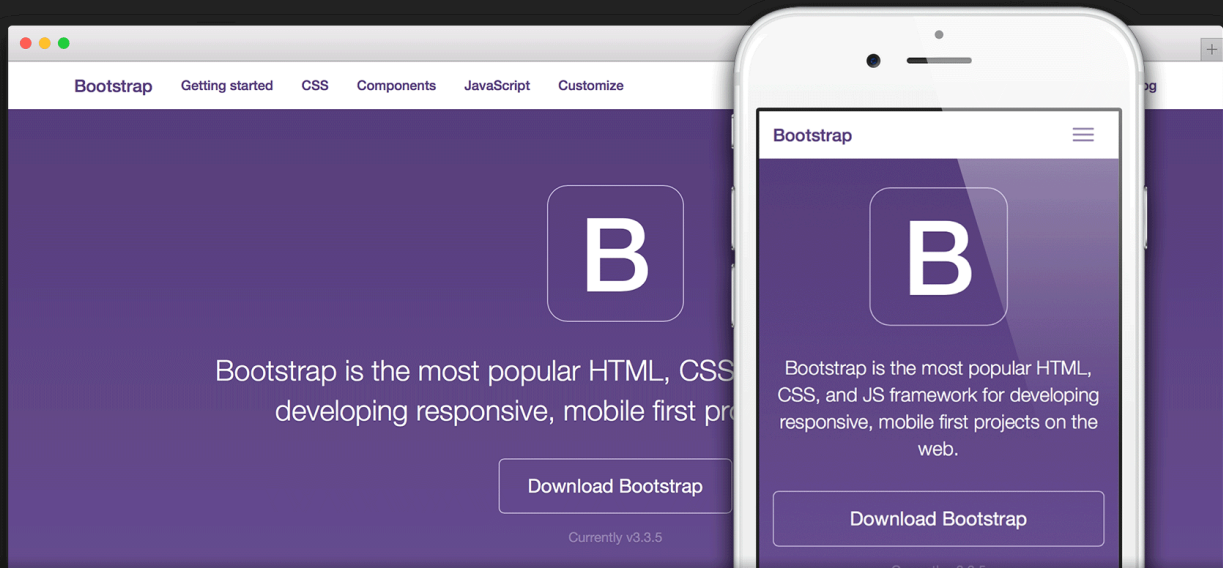 Bootstrap
Getting started
CSS
Components
JavaScript
Customize
B
Bootstrap is the most popular HTML, CSS
developing responsive, mobile first
Download Bootstrap
Currently v3.3.5
Bootstrap
B
Bootstrap is the most popular HTML,
CSS, and JS framework for developing
responsive, mobile first projects on the
web.
Download Bootstrap